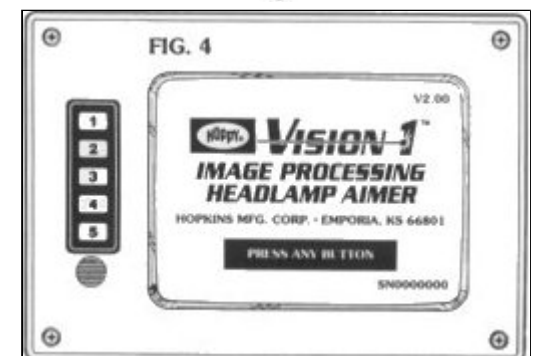 FIG. 4
V2.00
1
2
3
4
5
HOPPY® VISION 1™
IMAGE PROCESSING
HEADLAMP AIMER
HOPKINS MFG. CORP. - EMPORIA, KS 66801
PRESS ANY BUTTON
SN0000000